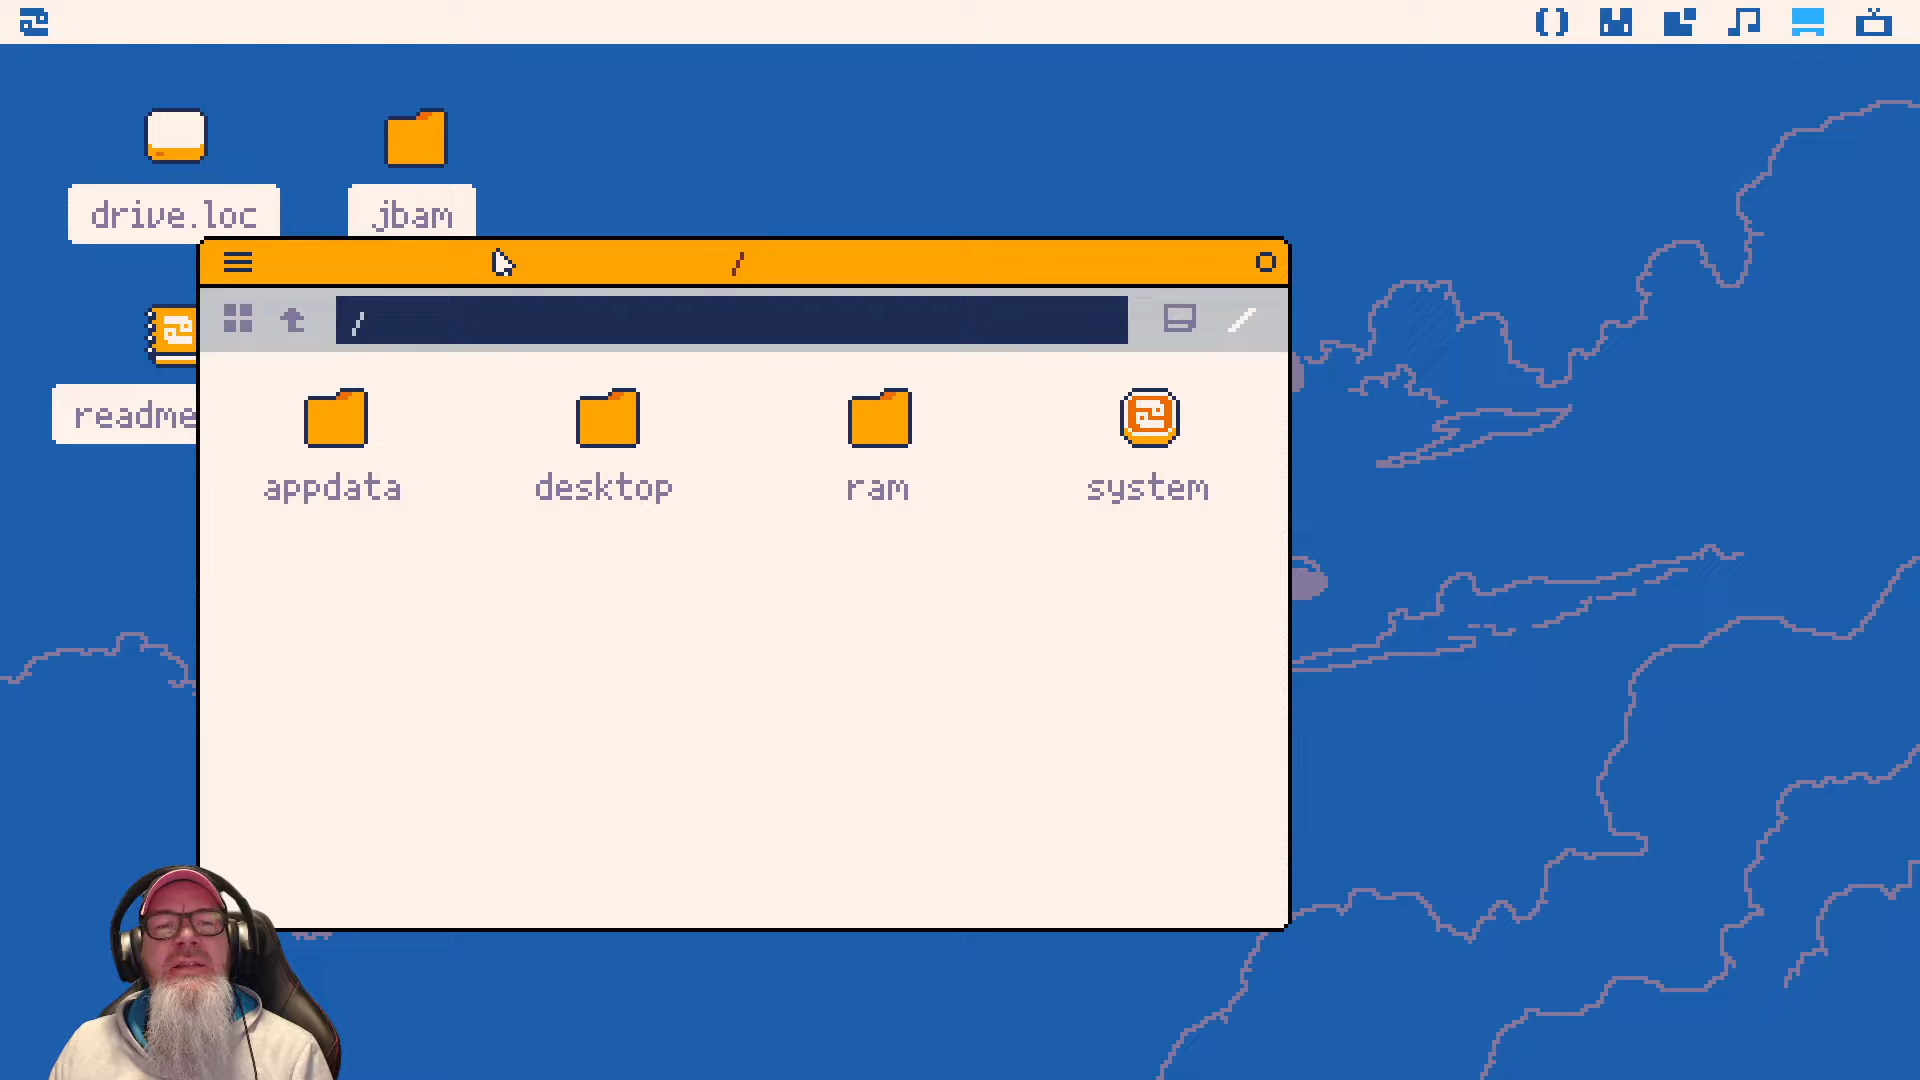 drive.loc
jbam
/
/
readme
appdata
desktop
ram
system